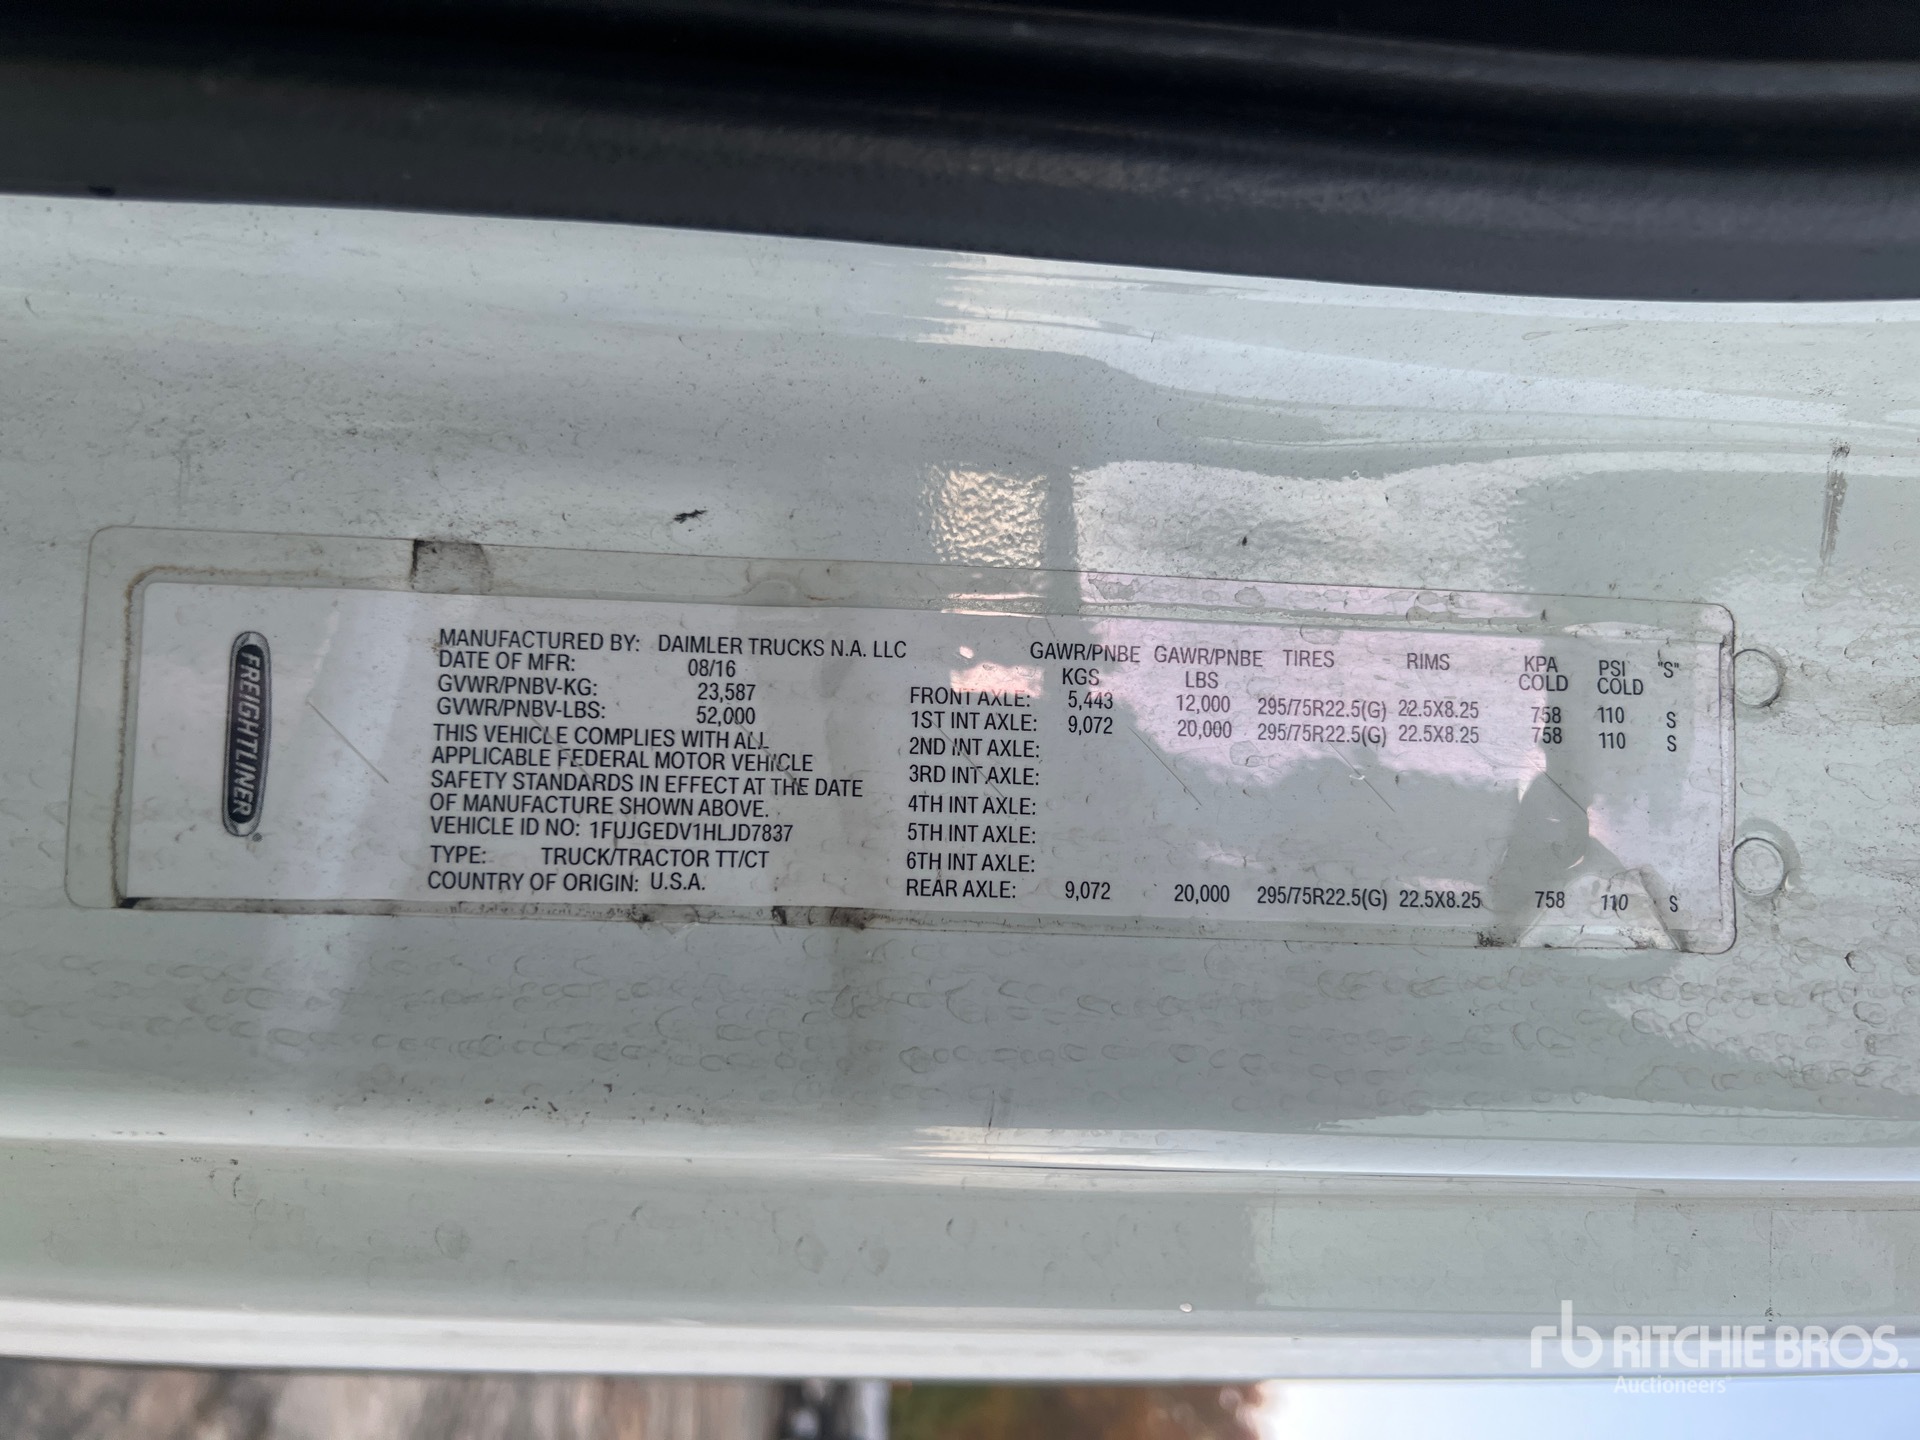 FREIGHTLINER®
MANUFACTURED BY: DAIMLER TRUCKS N.A. LLC
DATE OF MFR: 08/16
GVWR/PNBV-KG: 23,587
GVWR/PNBV-LBS: 52,000
THIS VEHICLE COMPLIES WITH ALL
APPLICABLE FEDERAL MOTOR VEHICLE
SAFETY STANDARDS IN EFFECT AT THE DATE
OF MANUFACTURE SHOWN ABOVE.
VEHICLE ID NO: 1FUJGEDV1HLJD7837
TYPE: TRUCK/TRACTOR TT/CT
COUNTRY OF ORIGIN: U.S.A.
GAWR/PNBE GAWR/PNBE TIRES RIMS KPA PSI "S"
KGS LBS COLD COLD
FRONT AXLE: 5,443 12,000 295/75R22.5(G) 22.5X8.25 758 110 S
1ST INT AXLE: 9,072 20,000 295/75R22.5(G) 22.5X8.25 758 110 S
2ND INT AXLE:
3RD INT AXLE:
4TH INT AXLE:
5TH INT AXLE:
6TH INT AXLE:
REAR AXLE: 9,072 20,000 295/75R22.5(G) 22.5X8.25 758 110 S
rb RITCHIE BROS.
Auctioneers